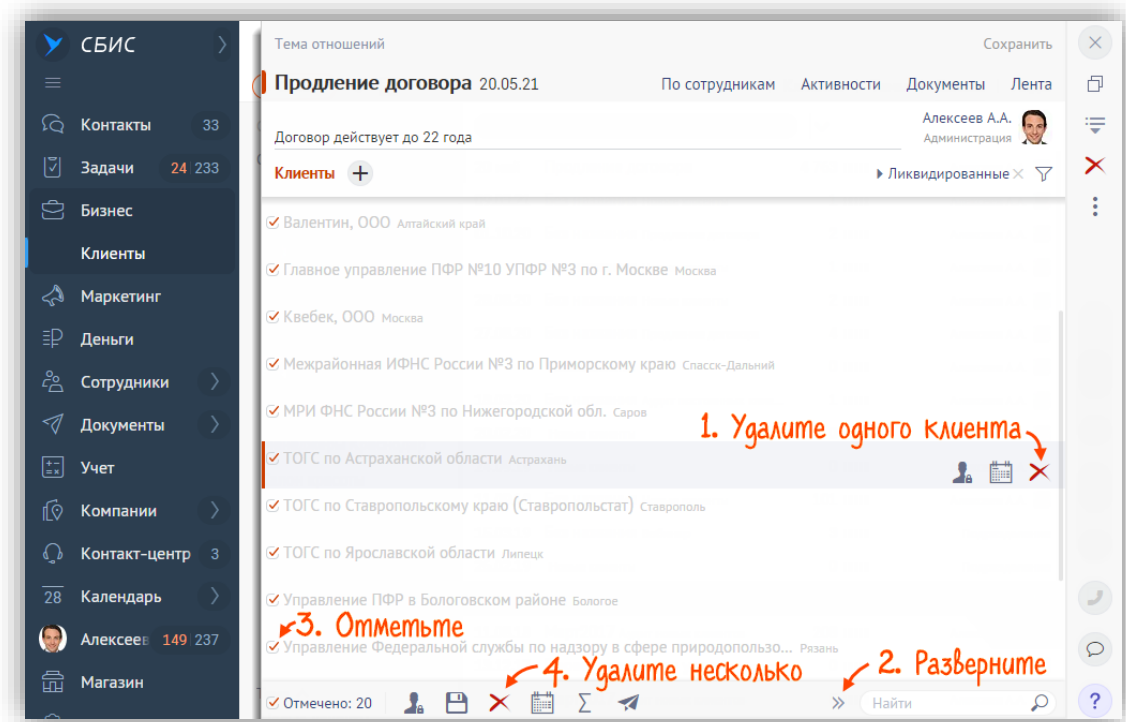 СБИС
Контакты 33
Задачи 24 233
Бизнес
Клиенты
Маркетинг
Деньги
Сотрудники
Документы
Учет
Компании
Контакт-центр 3
28 Календарь
Алексеев 149 237
Магазин
Тема отношений Сохранить
Продление договора 20.05.21 По сотрудникам Активности Документы Лента
Алексеев А.А.
Администрация
Договор действует до 22 года
Клиенты + Ликвидированные
Валентин, ООО Алтайский край
Главное управление ПФР №10 УПФР №3 по г. Москве Москва
Квебек, ООО Москва
Межрайонная ИФНС России №3 по Приморскому краю Спасск-Дальний
МРИ ФНС России №3 по Нижегородской обл. Саров
1. Удалите одного клиента
ТОГС по Астраханской области Астрахань
ТОГС по Ставропольскому краю (Ставропольстат) Ставрополь
ТОГС по Ярославской области Липецк
Управление ПФР в Бологовском районе Бологое
3. Отметьте
Управление Федеральной службы по надзору в сфере природопользо... Рязань
4. Удалите несколько
2. Разверните
Отмечено: 20 Σ » Найти ?